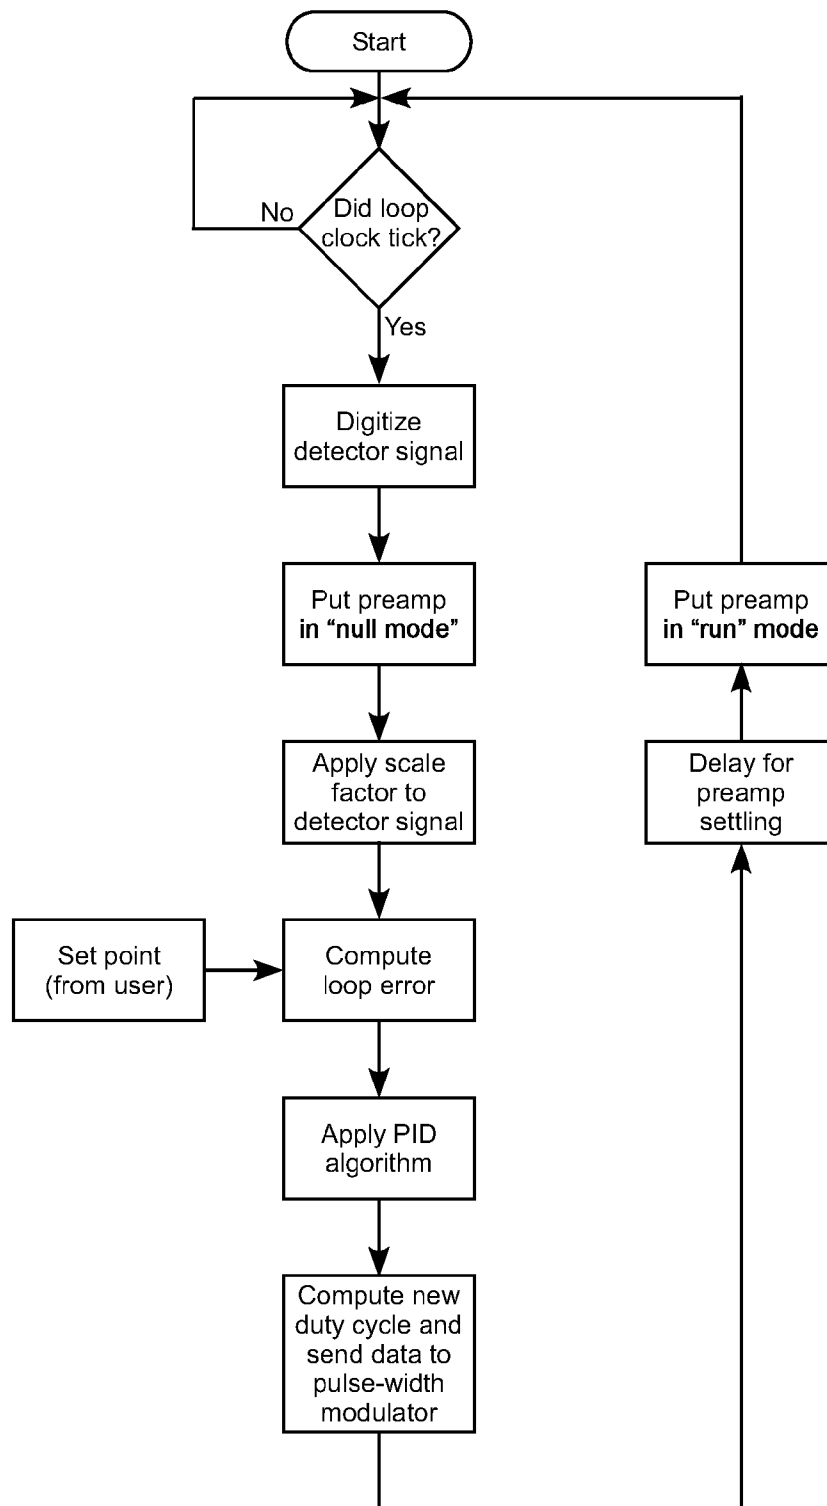 Start
Did loop
clock tick?
No
Yes
Digitize
detector signal
Put preamp
in “null mode”
Put preamp
in “run” mode
Apply scale
factor to
detector signal
Delay for
preamp
settling
Set point
(from user)
Compute
loop error
Apply PID
algorithm
Compute new
duty cycle and
send data to
pulse-width
modulator